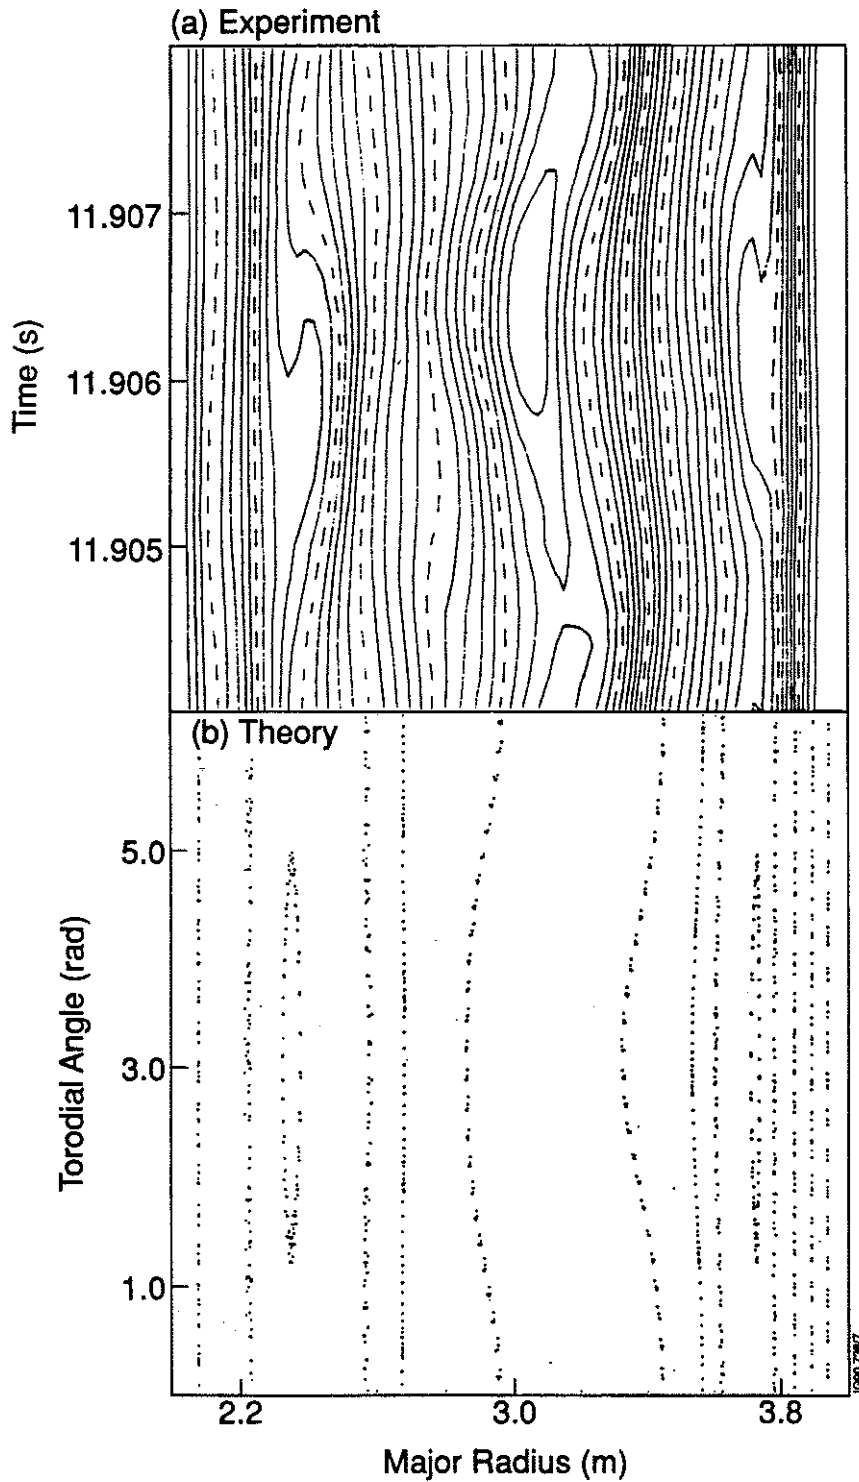 (a) Experiment
11.907
11.906
11.905
Time (s)
(b) Theory
5.0
3.0
1.0
Torodial Angle (rad)
2.2 3.0 3.8
Major Radius (m)